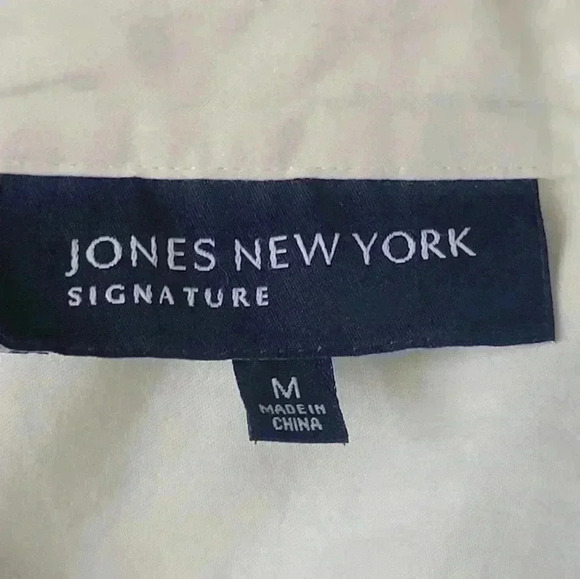 JONES NEW YORK
SIGNATURE
M
MADE IN
CHINA